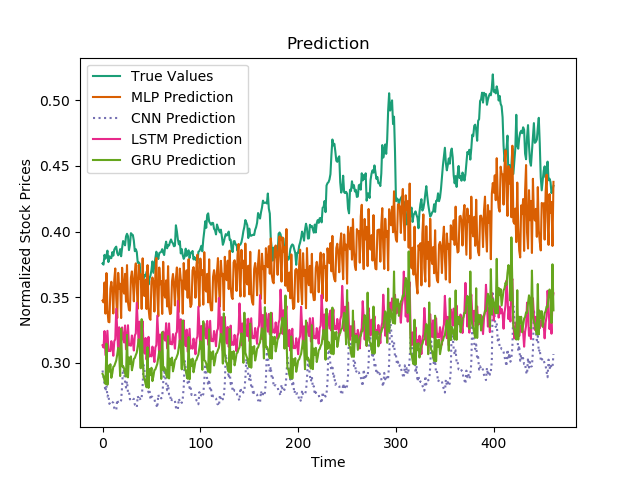 Prediction
True Values
MLP Prediction
CNN Prediction
LSTM Prediction
GRU Prediction
Normalized Stock Prices
0.50
0.45
0.40
0.35
0.30
0 100 200 300 400
Time